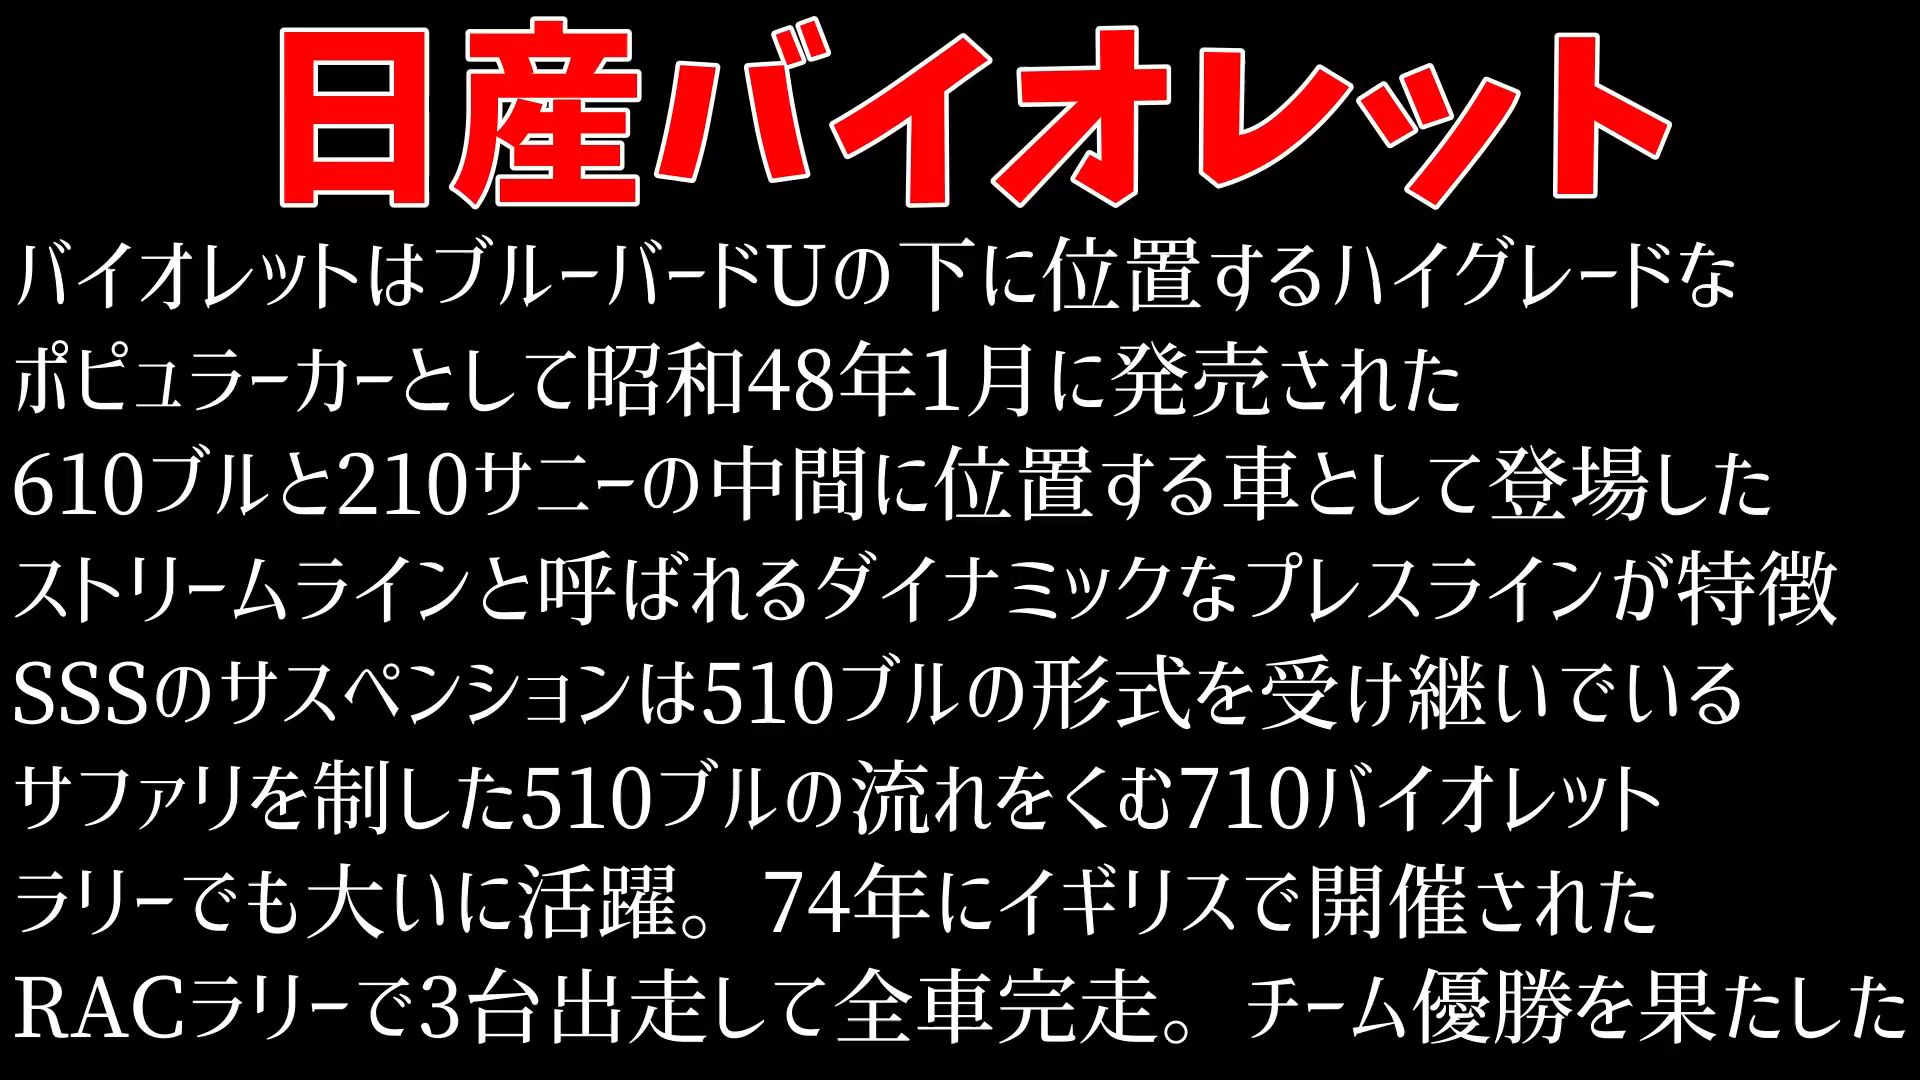 日産バイオレット
バイオレットはブルーバードUの下に位置するハイグレードな
ポピュラーカーとして昭和48年1月に発売された
610ブルと210サニーの中間に位置する車として登場した
ストリームラインと呼ばれるダイナミックなプレスラインが特徴
SSSのサスペンションは510ブルの形式を受け継いでいる
サファリを制した510ブルの流れをくむ710バイオレット
ラリーでも大いに活躍。74年にイギリスで開催された
RACラリーで3台出走して全車完走。チーム優勝を果たした